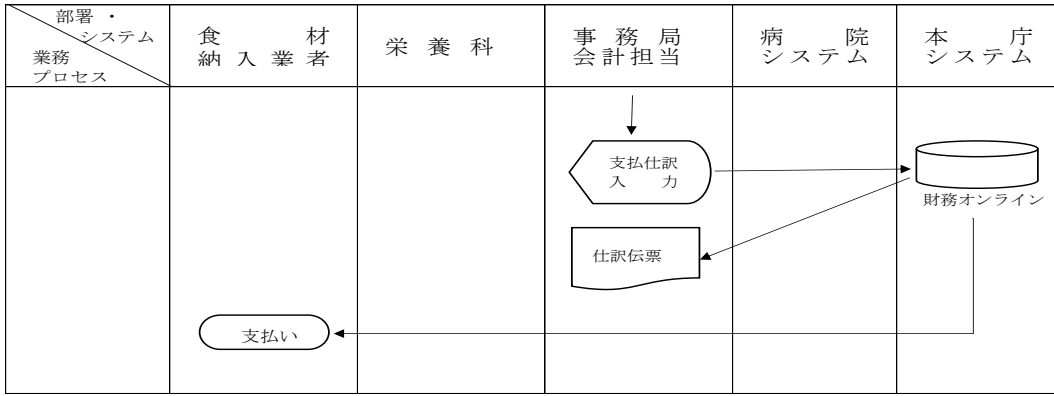 部署・
システム
業務
プロセス
食材
納入業者
栄養科
事務局
会計担当
病院
システム
本庁
システム
支払仕訳
入力
財務オンライン
仕訳伝票
支払い